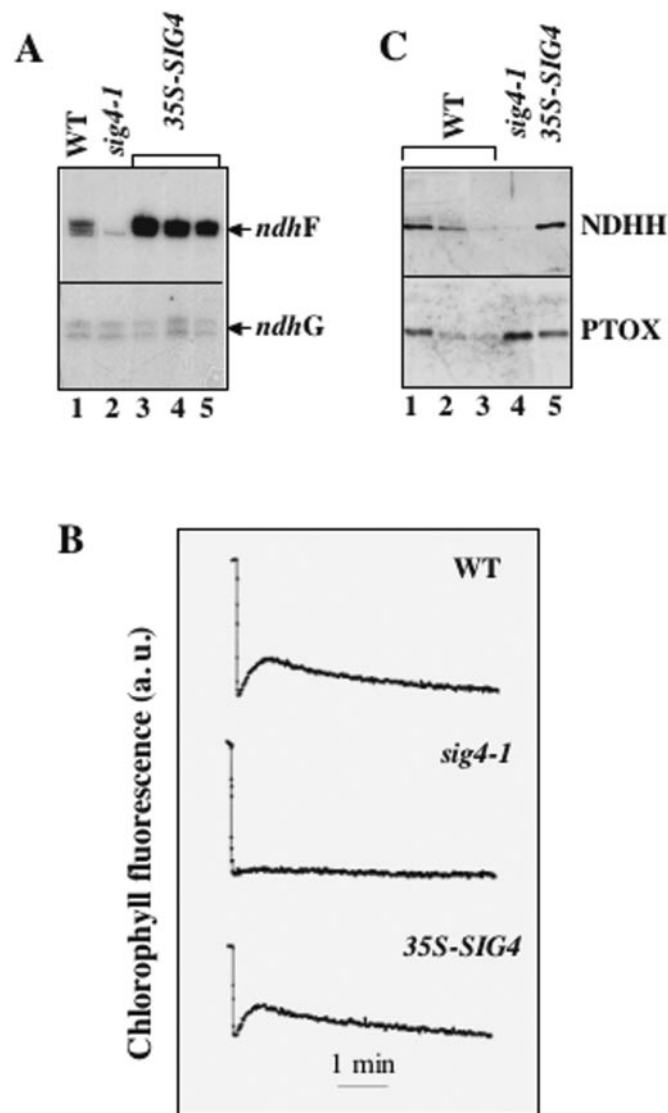 A
WT
sig4-1
35S-SIG4
ndhF
ndhG
1 2 3 4 5
C
WT
sig4-1
35S-SIG4
NDHH
PTOX
1 2 3 4 5
B
Chlorophyll fluorescence (a. u.)
WT
sig4-1
35S-SIG4
1 min